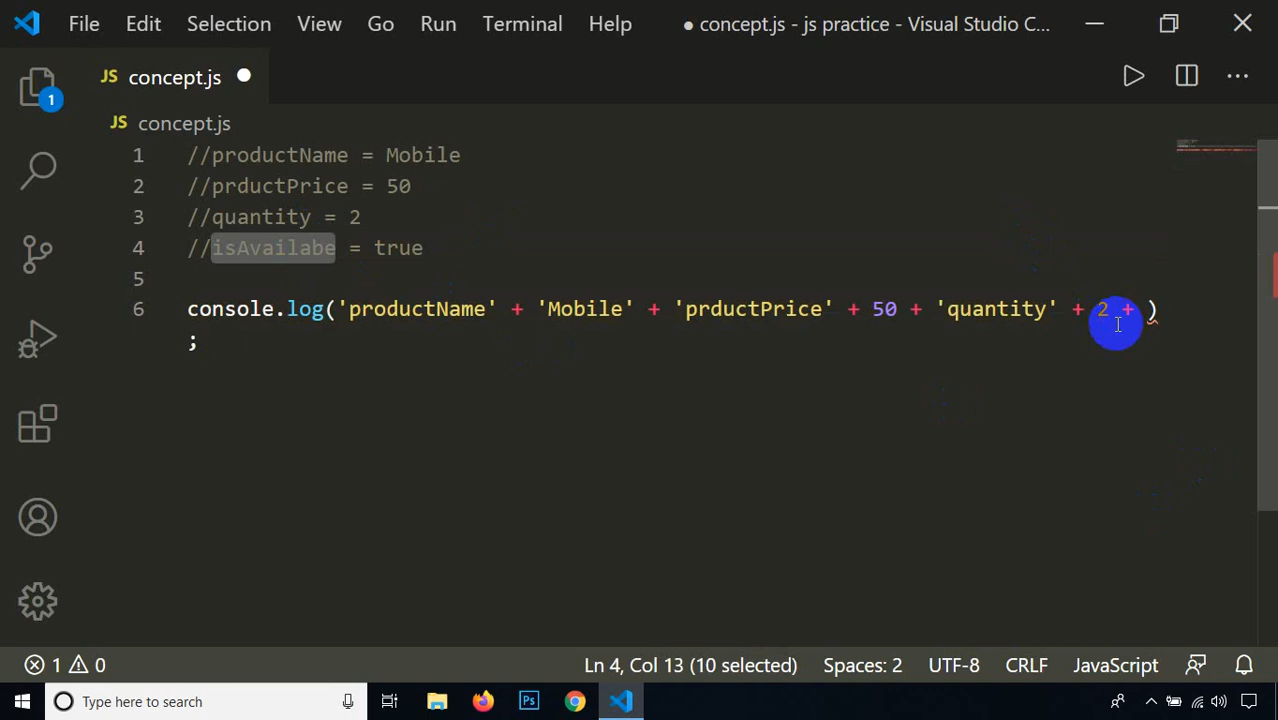 File Edit Selection View Go Run Terminal Help ● concept.js - js practice - Visual Studio C...
JS concept.js
JS concept.js
1 //productName = Mobile
2 //prductPrice = 50
3 //quantity = 2
4 //isAvailabe = true
5
6 console.log('productName' + 'Mobile' + 'prductPrice' + 50 + 'quantity' + 2 + )
;
1
1 0 Ln 4, Col 13 (10 selected) Spaces: 2 UTF-8 CRLF JavaScript
Type here to search Ps